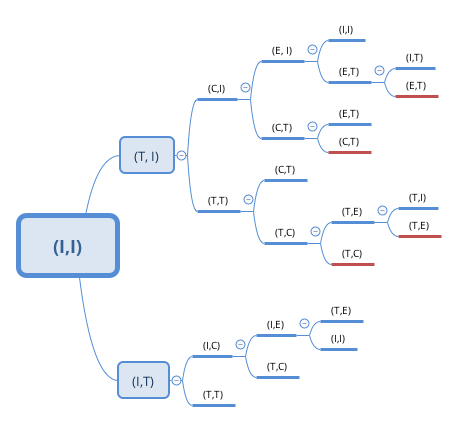 (I,I)
(T, I)
(C,I)
(E, I)
(I,I)
(E,T)
(I,T)
(E,T)
(C,T)
(E,T)
(C,T)
(T,T)
(C,T)
(T,C)
(T,E)
(T,I)
(T,E)
(T,C)
(I,T)
(I,C)
(I,E)
(T,E)
(I,I)
(T,C)
(T,T)